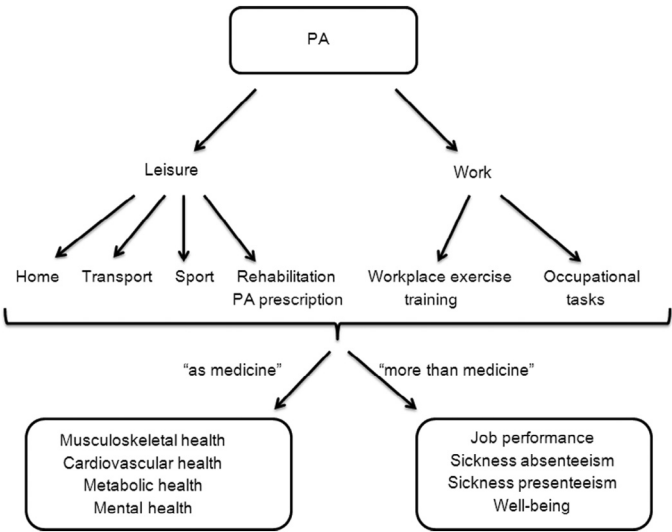 PA
Leisure
Work
Home
Transport
Sport
Rehabilitation
PA prescription
Workplace exercise
training
Occupational
tasks
“as medicine”
“more than medicine”
Musculoskeletal health
Cardiovascular health
Metabolic health
Mental health
Job performance
Sickness absenteeism
Sickness presenteeism
Well-being